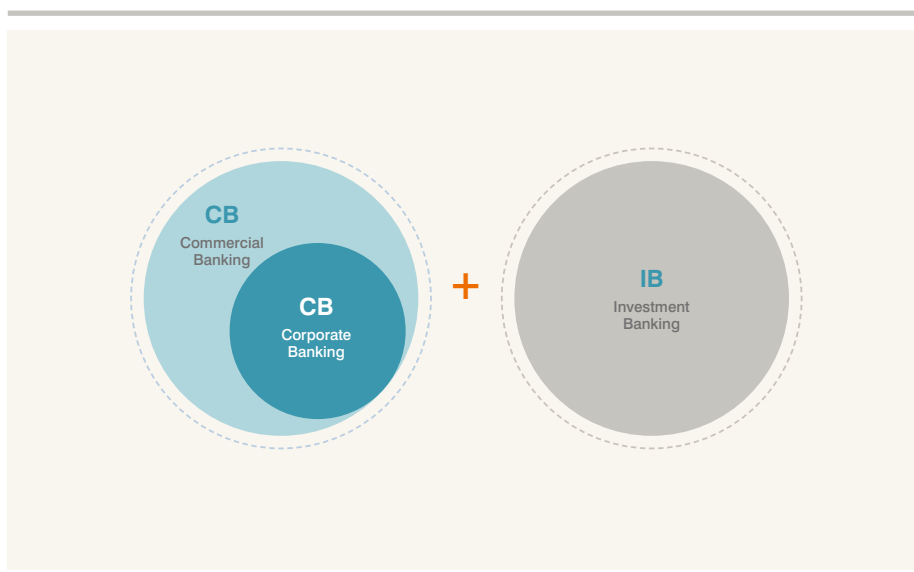 CB
Commercial
Banking
CB
Corporate
Banking
+
IB
Investment
Banking